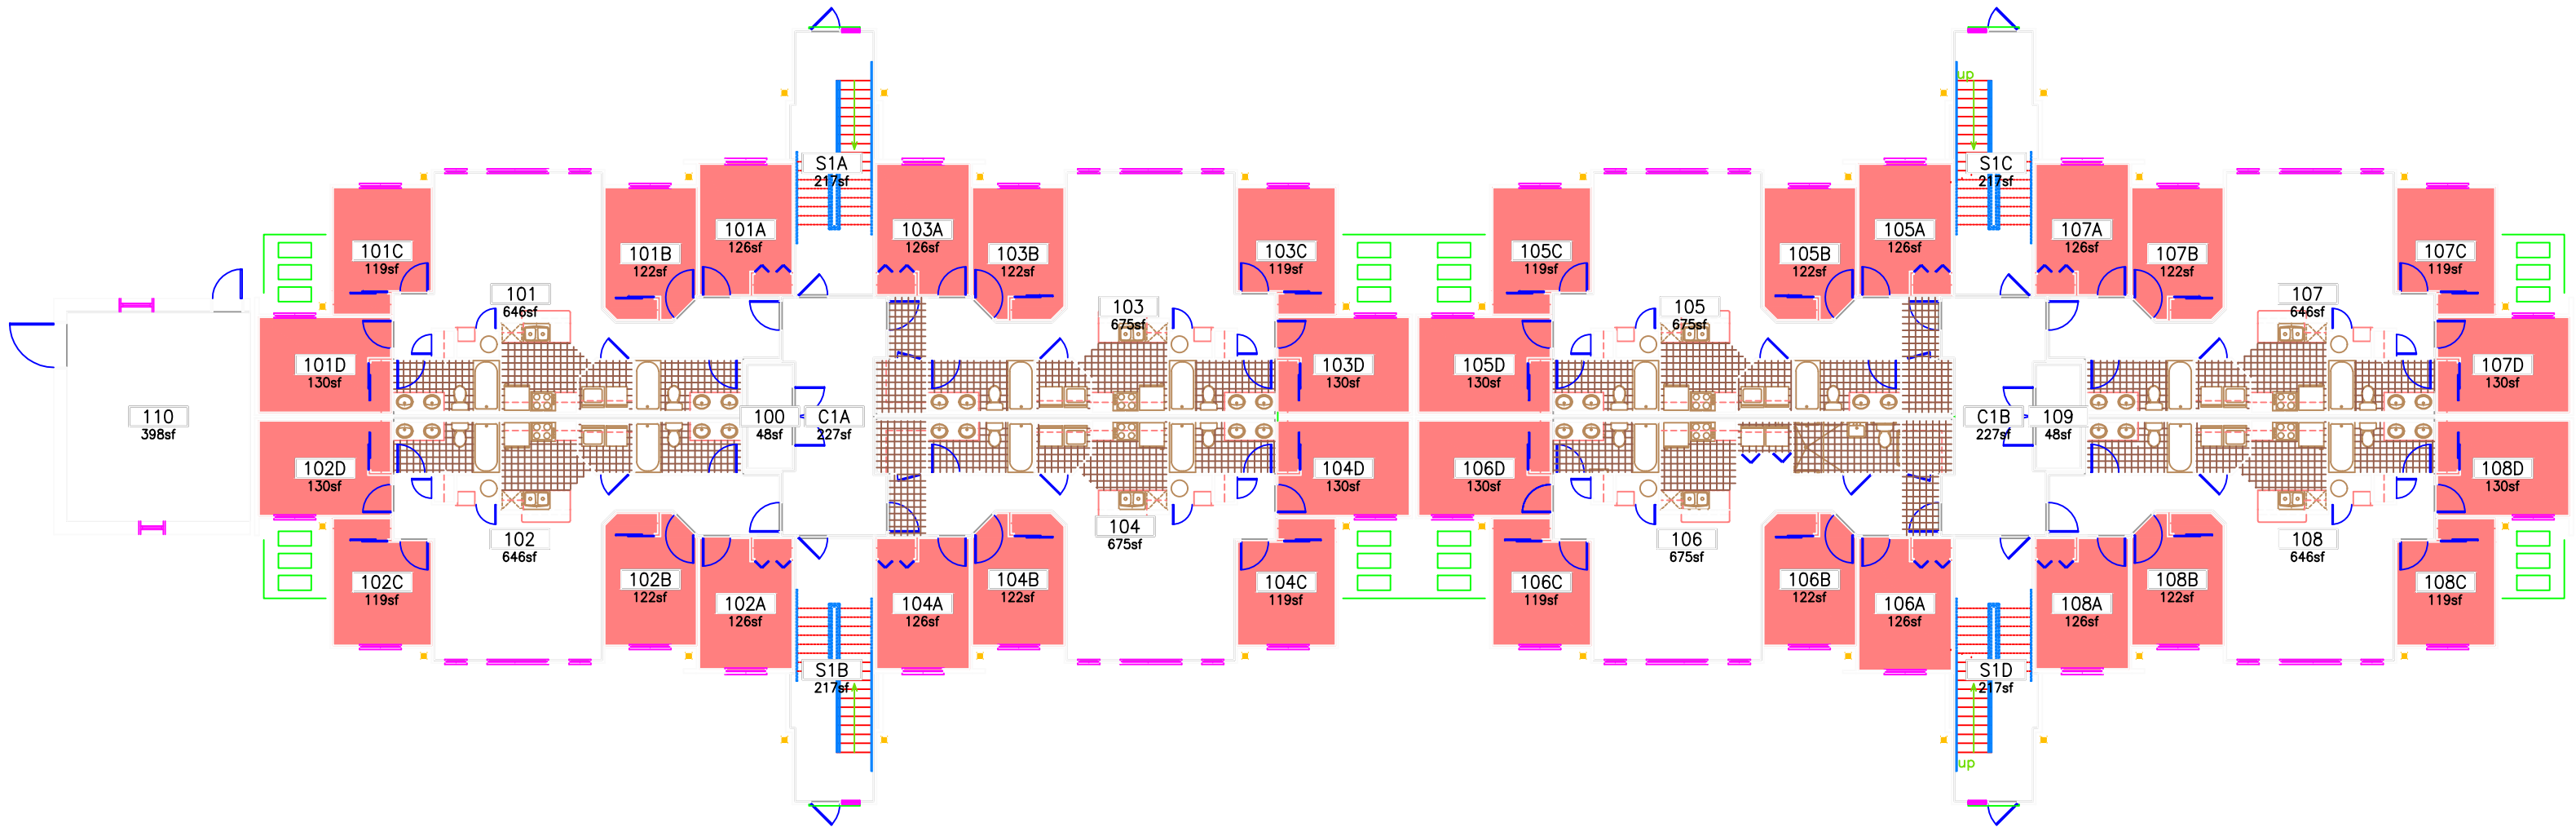 up
S1A
217sf
S1C
217sf
101A
126sf
103A
126sf
105A
126sf
107A
126sf
101C
119sf
101B
122sf
103B
122sf
103C
119sf
105C
119sf
105B
122sf
107B
122sf
107C
119sf
101
646sf
103
675sf
105
675sf
107
646sf
101D
130sf
103D
130sf
105D
130sf
107D
130sf
110
398sf
100
48sf
C1A
227sf
C1B
227sf
109
48sf
102D
130sf
104D
130sf
106D
130sf
108D
130sf
102
646sf
104
675sf
106
675sf
108
646sf
102C
119sf
102B
122sf
104B
122sf
104C
119sf
106C
119sf
106B
122sf
108B
122sf
108C
119sf
102A
126sf
104A
126sf
106A
126sf
108A
126sf
S1B
217sf
S1D
217sf
up